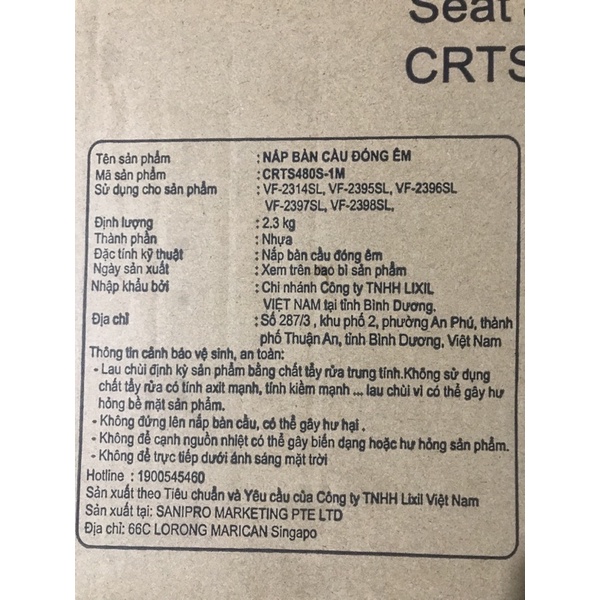 Seat
CRTS
Tên sản phẩm : NẮP BÀN CẦU ĐÓNG ÊM
Mã sản phẩm : CRTS480S-1M
Sử dụng cho sản phẩm : VF-2314SL, VF-2395SL, VF-2396SL
VF-2397SL, VF-2398SL,
Định lượng : 2.3 kg
Thành phần : Nhựa
Đặc tính kỹ thuật : Nắp bàn cầu đóng êm
Ngày sản xuất : Xem trên bao bì sản phẩm
Nhập khẩu bởi : Chi nhánh Công ty TNHH LIXIL
VIỆT NAM tại tỉnh Bình Dương.
Địa chỉ : Số 287/3 , khu phố 2, phường An Phú, thành
phố Thuận An, tỉnh Bình Dương, Việt Nam
Thông tin cảnh báo vệ sinh, an toàn:
- Lau chùi định kỳ sản phẩm bằng chất tẩy rửa trung tính.Không sử dụng
chất tẩy rửa có tính axit mạnh, tính kiềm mạnh ... lau chùi vì có thể gây hư
hỏng bề mặt sản phẩm.
- Không đứng lên nắp bàn cầu, có thể gây hư hại .
- Không để cạnh nguồn nhiệt có thể gây biến dạng hoặc hư hỏng sản phẩm.
- Không để trực tiếp dưới ánh sáng mặt trời
Hotline : 1900545460
Sản xuất theo Tiêu chuẩn và Yêu cầu của Công ty TNHH Lixil Việt Nam
Sản xuất tại: SANIPRO MARKETING PTE LTD
Địa chỉ: 66C LORONG MARICAN Singapo